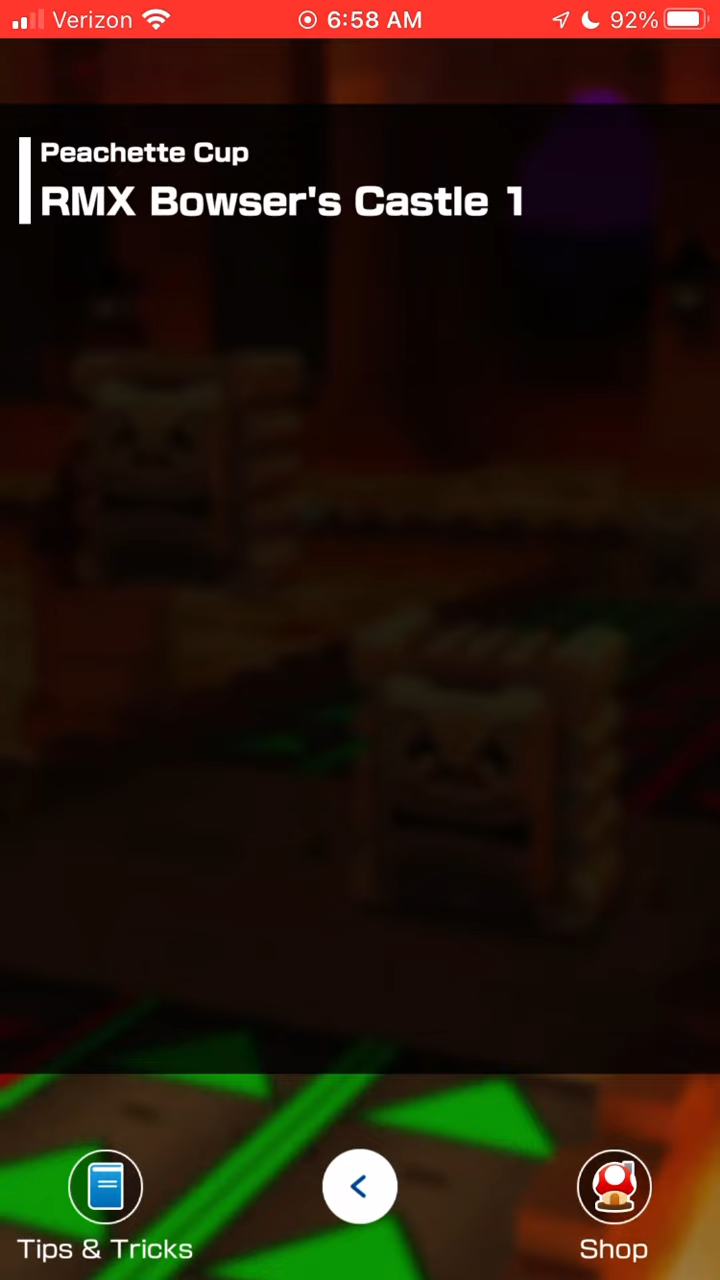 Verizon 6:58 AM 92%
Peachette Cup
RMX Bowser's Castle 1
Tips & Tricks Shop